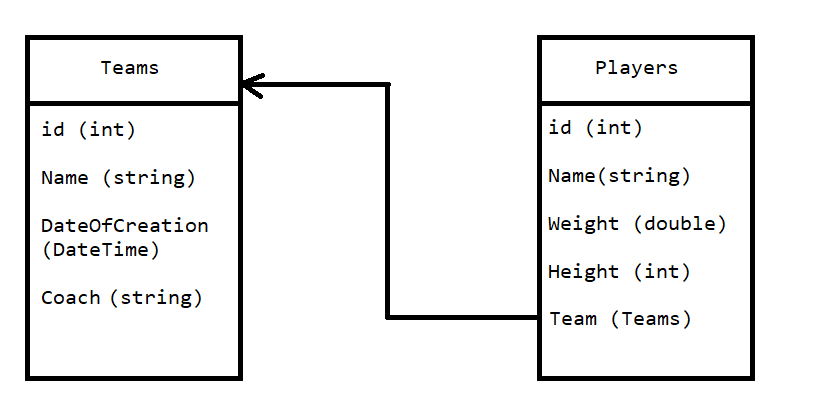 Teams
id (int)
Name (string)
DateOfCreation
(DateTime)
Coach (string)
Players
id (int)
Name(string)
Weight (double)
Height (int)
Team (Teams)